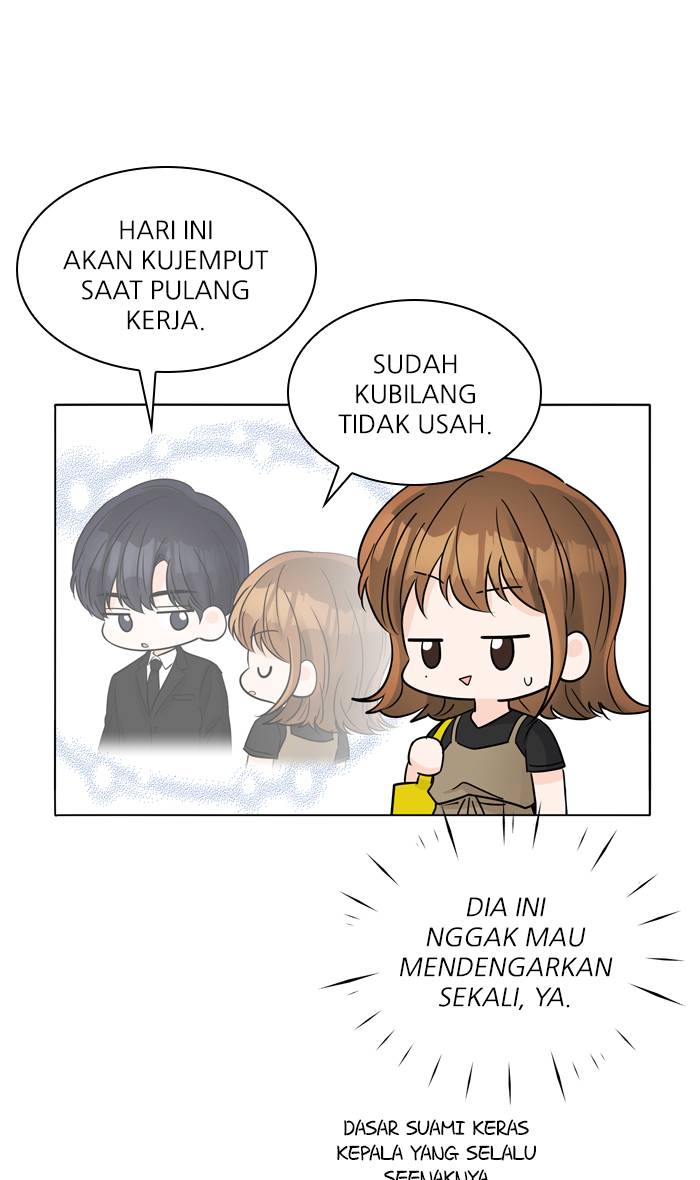 HARI INI
AKAN KUJEMPUT
SAAT PULANG
KERJA.
SUDAH
KUBILANG
TIDAK USAH.
DIA INI
NGGAK MAU
MENDENGARKAN
SEKALI, YA.
DASAR SUAMI KERAS
KEPALA YANG SELALU
SEENAKNYA